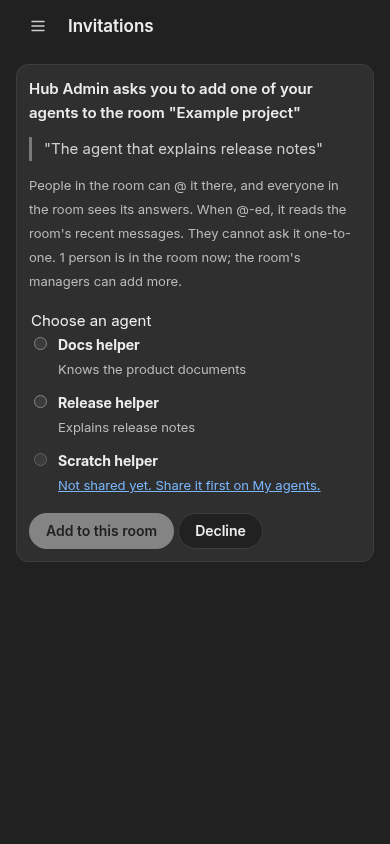 Invitations
Hub Admin asks you to add one of your
agents to the room "Example project"
"The agent that explains release notes"
People in the room can @ it there, and everyone in
the room sees its answers. When @-ed, it reads the
room's recent messages. They cannot ask it one-to-
one. 1 person is in the room now; the room's
managers can add more.
Choose an agent
Docs helper
Knows the product documents
Release helper
Explains release notes
Scratch helper
Not shared yet. Share it first on My agents.
Add to this room Decline